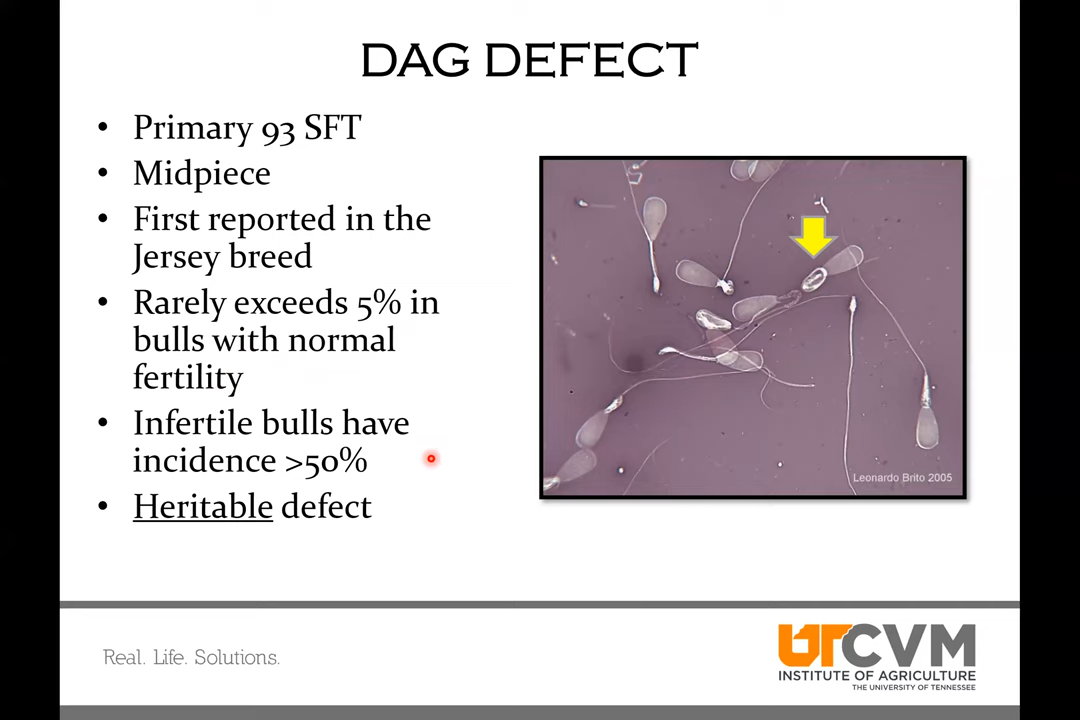 DAG DEFECT
• Primary 93 SFT
• Midpiece
• First reported in the
Jersey breed
• Rarely exceeds 5% in
bulls with normal
fertility
• Infertile bulls have
incidence >50%
• Heritable defect
Leonardo Brito 2005
Real. Life. Solutions.
UTCVM
INSTITUTE OF AGRICULTURE
THE UNIVERSITY OF TENNESSEE